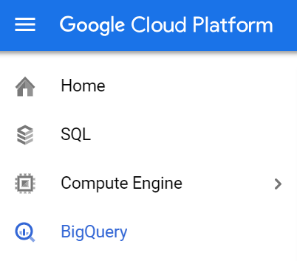 Google Cloud Platform
Home
SQL
Compute Engine
BigQuery